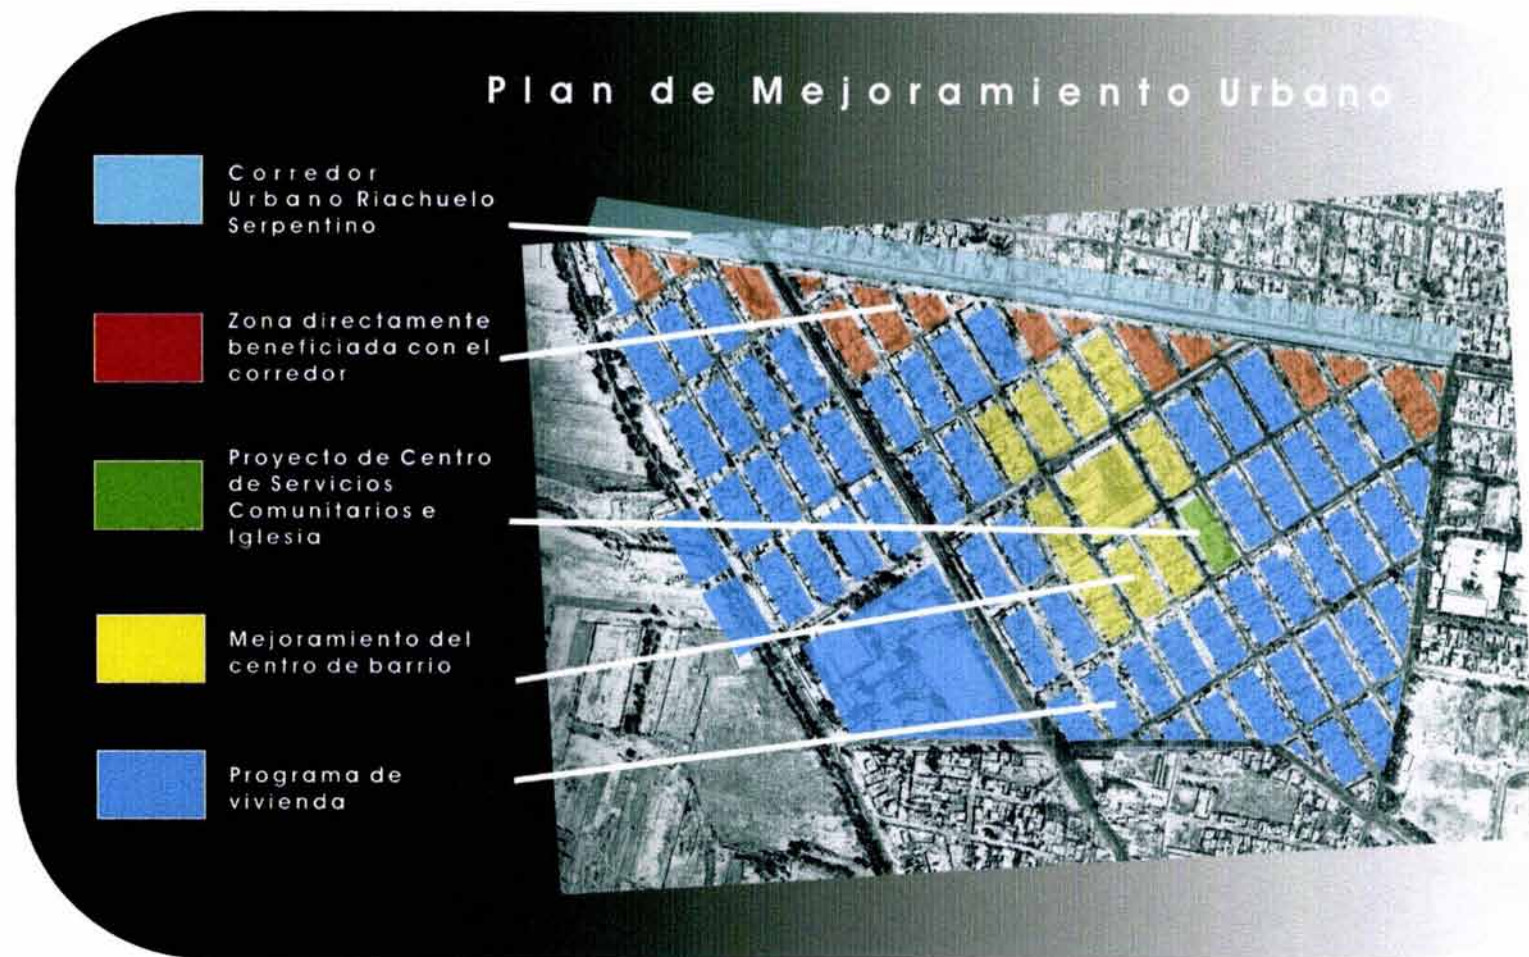 Plan de Mejoramiento Urbano
Corredor
Urbano Riachuelo
Serpentino
Zona directamente
beneficiada con el
corredor
Proyecto de Centro
de Servicios
Comunitarios e
Iglesia
Mejoramiento del
centro de barrio
Programa de
vivienda